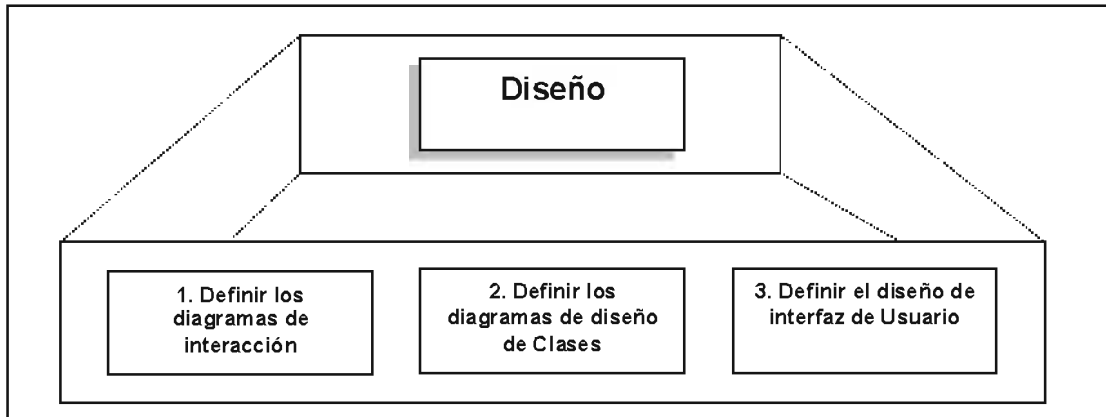 Diseño
1. Definir los
diagramas de
interacción
2. Definir los
diagramas de diseño
de Clases
3. Definir el diseño de
interfaz de Usuario